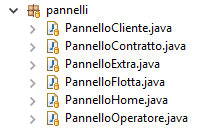 pannelli
PannelloCliente.java
PannelloContratto.java
PannelloExtra.java
PannelloFlotta.java
PannelloHome.java
PannelloOperatore.java